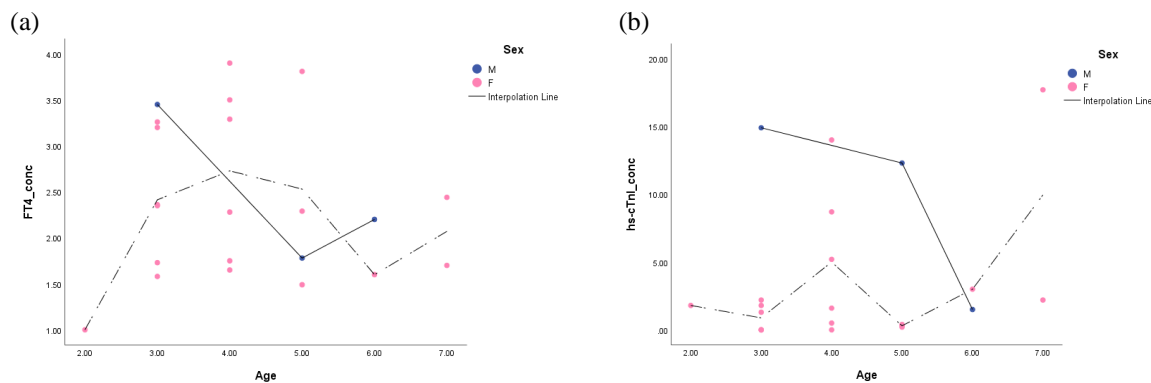 (a)
FT4_conc
4.00
3.50
3.00
2.50
2.00
1.50
1.00
2.00 3.00 4.00 5.00 6.00 7.00
Age
Sex
M
F
Interpolation Line
(b)
hs-cTnI_conc
20.00
15.00
10.00
5.00
.00
2.00 3.00 4.00 5.00 6.00 7.00
Age
Sex
M
F
Interpolation Line